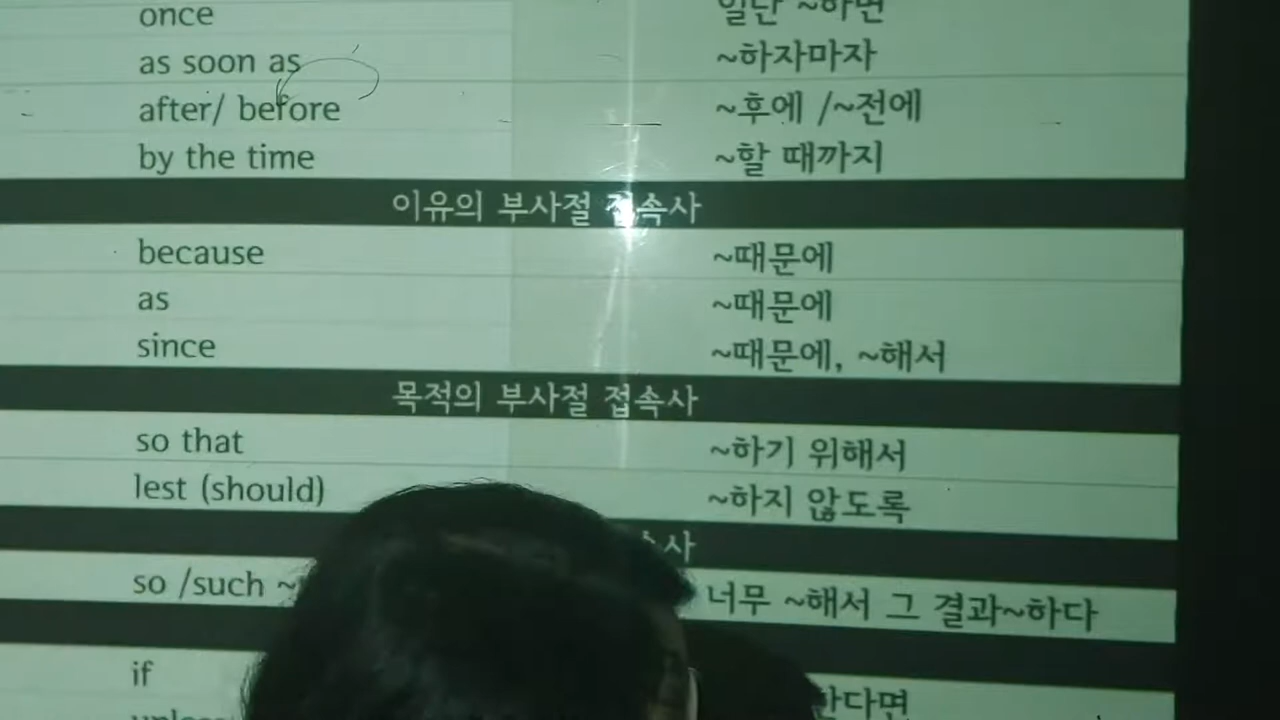 once 일단 ~하면
as soon as ~하자마자
after/ before ~후에 /~전에
by the time ~할 때까지
이유의 부사절 접속사
because ~때문에
as ~때문에
since ~때문에, ~해서
목적의 부사절 접속사
so that ~하기 위해서
lest (should) ~하지 않도록
so /such ~ 너무 ~해서 그 결과~하다
if